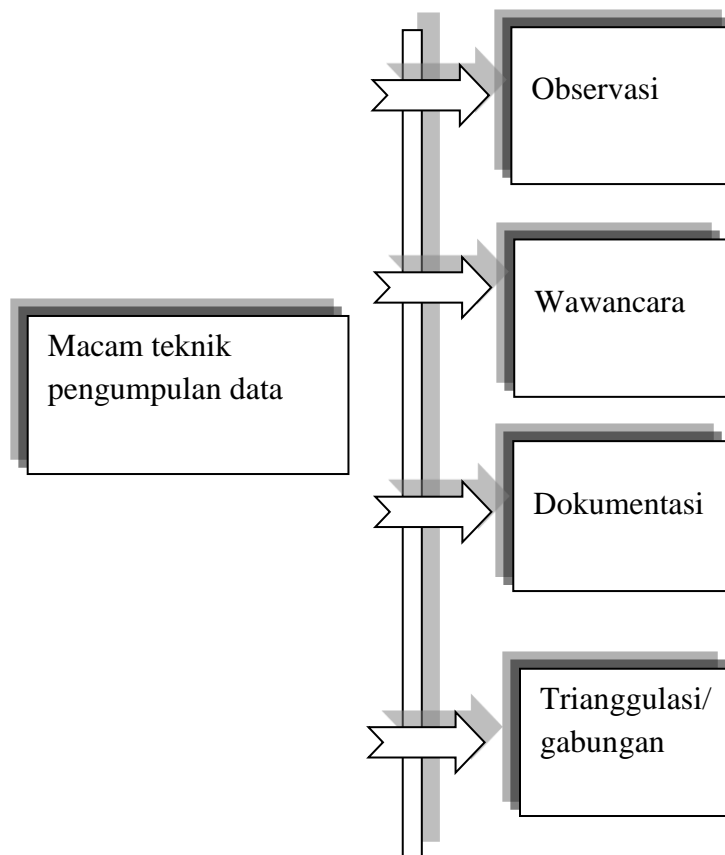 Macam teknik
pengumpulan data
Observasi
Wawancara
Dokumentasi
Trianggulasi/
gabungan